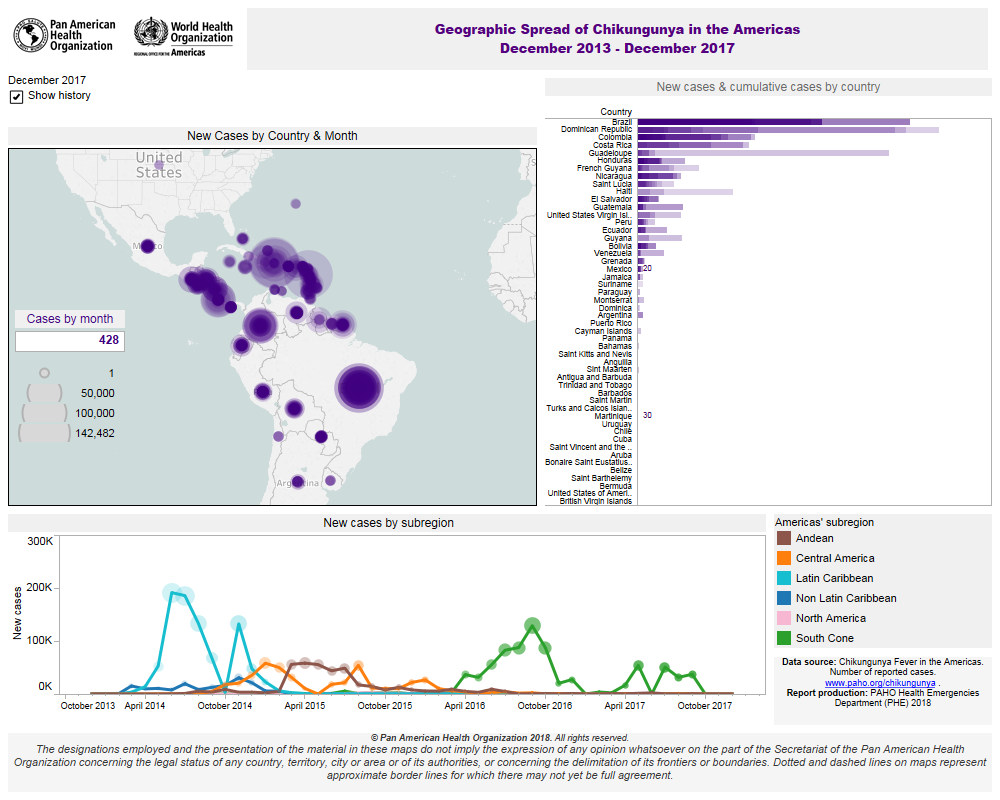 Pan American
Health
Organization
World Health
Organization
REGIONAL OFFICE FOR THE Americas
Geographic Spread of Chikungunya in the Americas
December 2013 - December 2017
December 2017
Show history
New Cases by Country & Month
United
States
Mexico
Argentina
Cases by month
428
1
50,000
100,000
142,482
New cases & cumulative cases by country
Country
Brazil
Dominican Republic
Colombia
Costa Rica
Guadeloupe
Honduras
French Guyana
Nicaragua
Saint Lucia
Haiti
El Salvador
Guatemala
United States Virgin Isl..
Peru
Ecuador
Guyana
Bolivia
Venezuela
Grenada
Mexico 20
Jamaica
Suriname
Paraguay
Montserrat
Dominica
Argentina
Puerto Rico
Cayman Islands
Panama
Bahamas
Saint Kitts and Nevis
Anguilla
Sint Maarten
Antigua and Barbuda
Trinidad and Tobago
Barbados
Saint Martin
Turks and Caicos Islan..
Martinique 30
Uruguay
Chile
Cuba
Saint Vincent and the ..
Aruba
Bonaire Saint Eustatius..
Belize
Saint Barthelemy
Bermuda
United States of Ameri..
British Virgin Islands
New cases by subregion
New cases
300K
200K
100K
0K
October 2013 April 2014 October 2014 April 2015 October 2015 April 2016 October 2016 April 2017 October 2017
Americas' subregion
Andean
Central America
Latin Caribbean
Non Latin Caribbean
North America
South Cone
Data source: Chikungunya Fever in the Americas.
Number of reported cases.
www.paho.org/chikungunya .
Report production: PAHO Health Emergencies
Department (PHE) 2018
© Pan American Health Organization 2018. All rights reserved.
The designations employed and the presentation of the material in these maps do not imply the expression of any opinion whatsoever on the part of the Secretariat of the Pan American Health
Organization concerning the legal status of any country, territory, city or area or of its authorities, or concerning the delimitation of its frontiers or boundaries. Dotted and dashed lines on maps represent
approximate border lines for which there may not yet be full agreement.